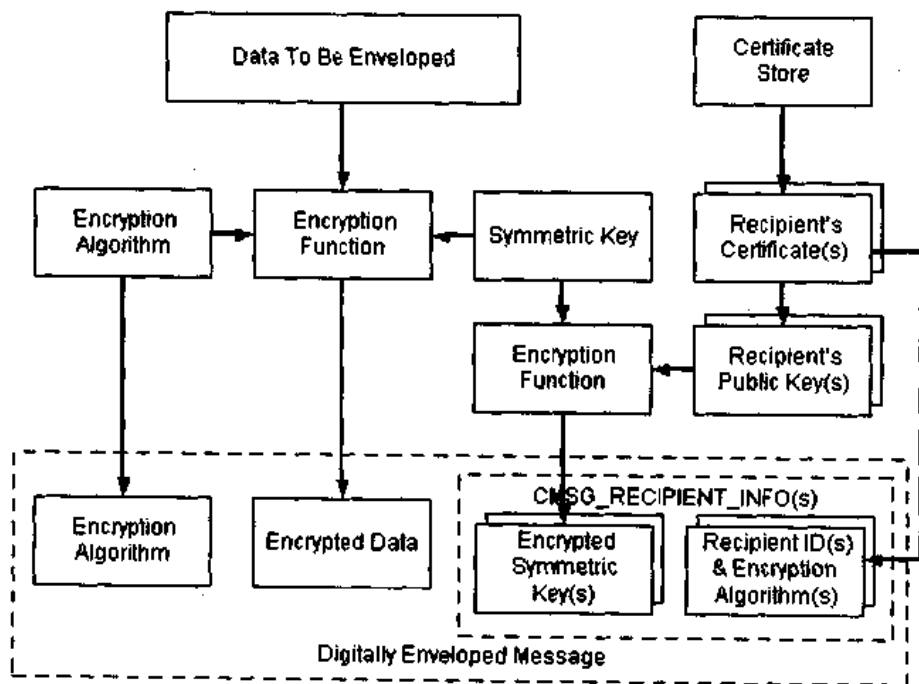 Data To Be Enveloped
Certificate
Store
Encryption
Algorithm
Encryption
Function
Symmetric Key
Recipient's
Certificate(s)
Encryption
Function
Recipient's
Public Key(s)
CMSG_RECIPIENT_INFO(s)
Encryption
Algorithm
Encrypted Data
Encrypted
Symmetric
Key(s)
Recipient ID(s)
& Encryption
Algorithm(s)
Digitally Enveloped Message